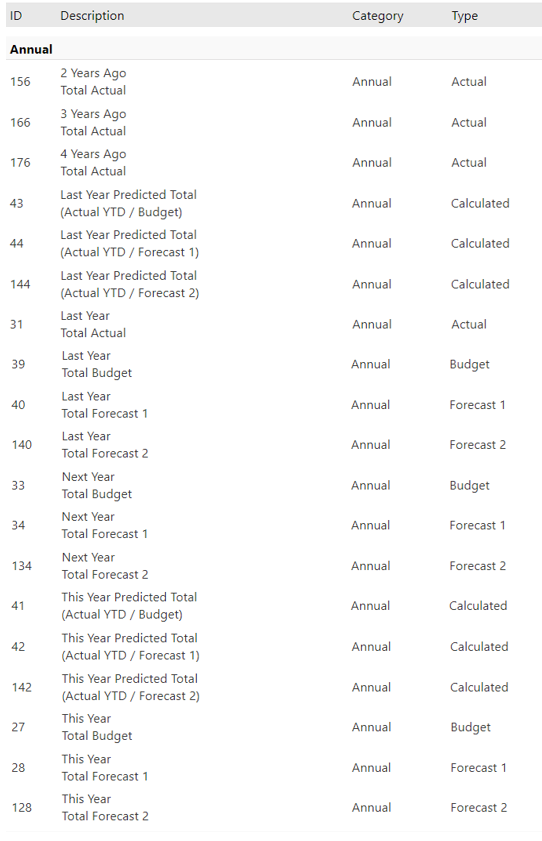 ID Description Category Type
Annual
156 2 Years Ago Annual Actual
Total Actual
166 3 Years Ago Annual Actual
Total Actual
176 4 Years Ago Annual Actual
Total Actual
43 Last Year Predicted Total Annual Calculated
(Actual YTD / Budget)
44 Last Year Predicted Total Annual Calculated
(Actual YTD / Forecast 1)
144 Last Year Predicted Total Annual Calculated
(Actual YTD / Forecast 2)
31 Last Year Annual Actual
Total Actual
39 Last Year Annual Budget
Total Budget
40 Last Year Annual Forecast 1
Total Forecast 1
140 Last Year Annual Forecast 2
Total Forecast 2
33 Next Year Annual Budget
Total Budget
34 Next Year Annual Forecast 1
Total Forecast 1
134 Next Year Annual Forecast 2
Total Forecast 2
41 This Year Predicted Total Annual Calculated
(Actual YTD / Budget)
42 This Year Predicted Total Annual Calculated
(Actual YTD / Forecast 1)
142 This Year Predicted Total Annual Calculated
(Actual YTD / Forecast 2)
27 This Year Annual Budget
Total Budget
28 This Year Annual Forecast 1
Total Forecast 1
128 This Year Annual Forecast 2
Total Forecast 2